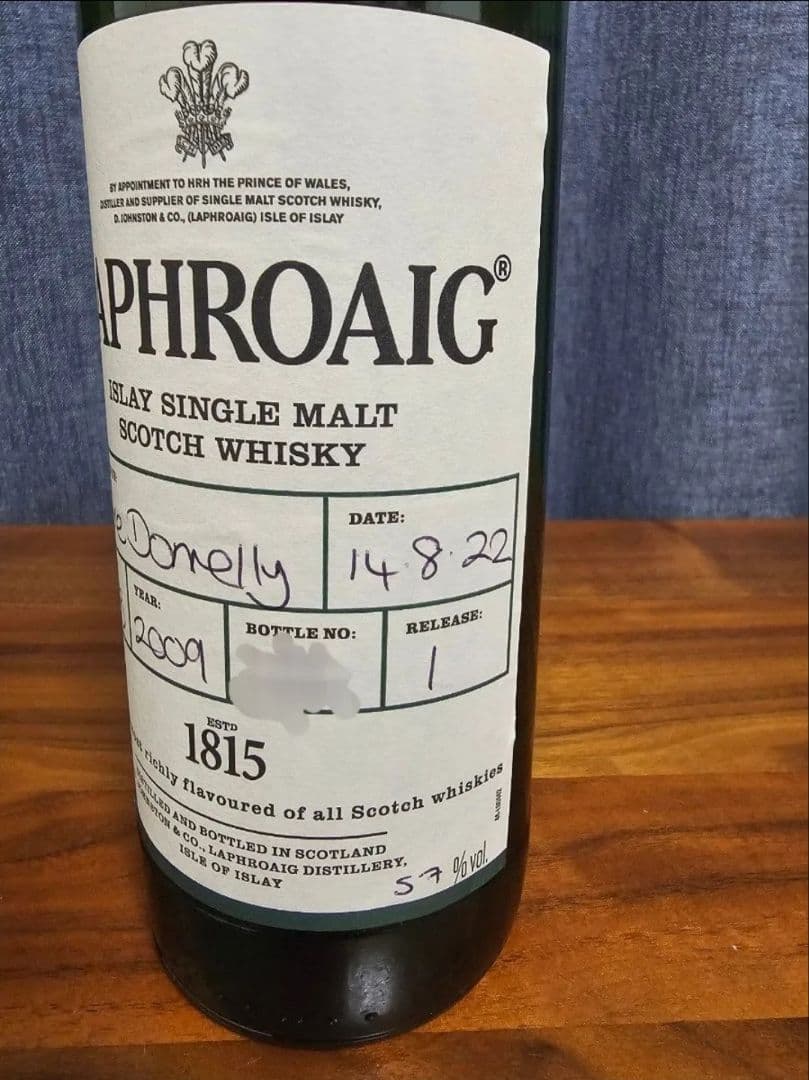 BY APPOINTMENT TO HRH THE PRINCE OF WALES,
DISTILLER AND SUPPLIER OF SINGLE MALT SCOTCH WHISKY,
D. JOHNSTON & CO., (LAPHROAIG) ISLE OF ISLAY
APHROAIG®
ISLAY SINGLE MALT
SCOTCH WHISKY
DATE:
Donnelly 14.8.22
YEAR: BOTTLE NO: RELEASE:
2009 1
ESTD
1815
richly flavoured of all Scotch whiskies
DISTILLED AND BOTTLED IN SCOTLAND
JOHNSTON & CO., LAPHROAIG DISTILLERY,
ISLE OF ISLAY
57 % vol.